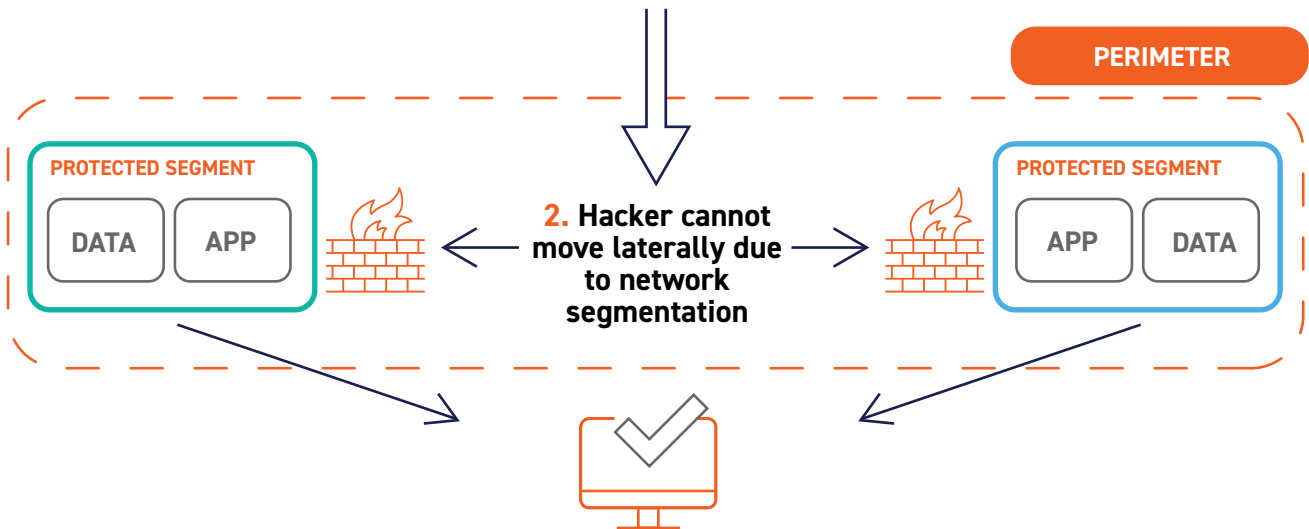 PERIMETER
PROTECTED SEGMENT
DATA
APP
2. Hacker cannot
move laterally due
to network
segmentation
PROTECTED SEGMENT
APP
DATA